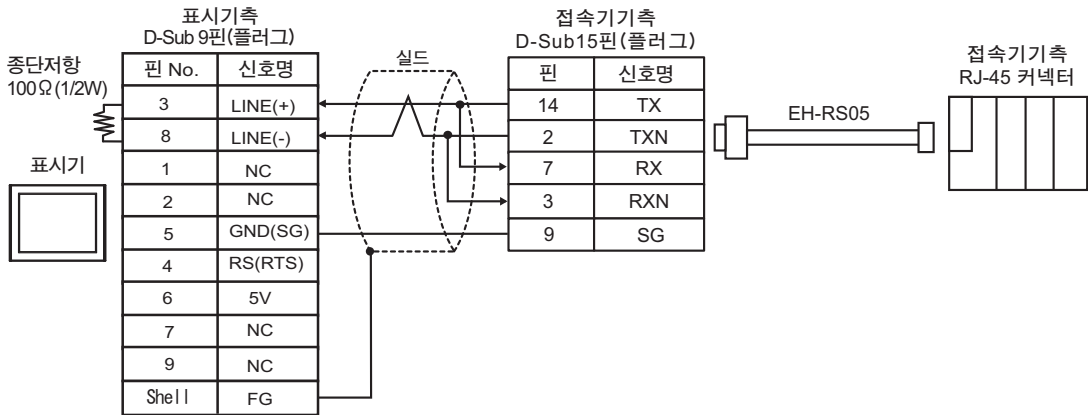 표시기측
D-Sub 9핀(플러그)
종단저항
100Ω(1/2W)
표시기
핀 No. 신호명
3 LINE(+)
8 LINE(-)
1 NC
2 NC
5 GND(SG)
4 RS(RTS)
6 5V
7 NC
9 NC
Shell FG
실드
접속기기측
D-Sub15핀(플러그)
핀 신호명
14 TX
2 TXN
7 RX
3 RXN
9 SG
EH-RS05
접속기기측
RJ-45 커넥터